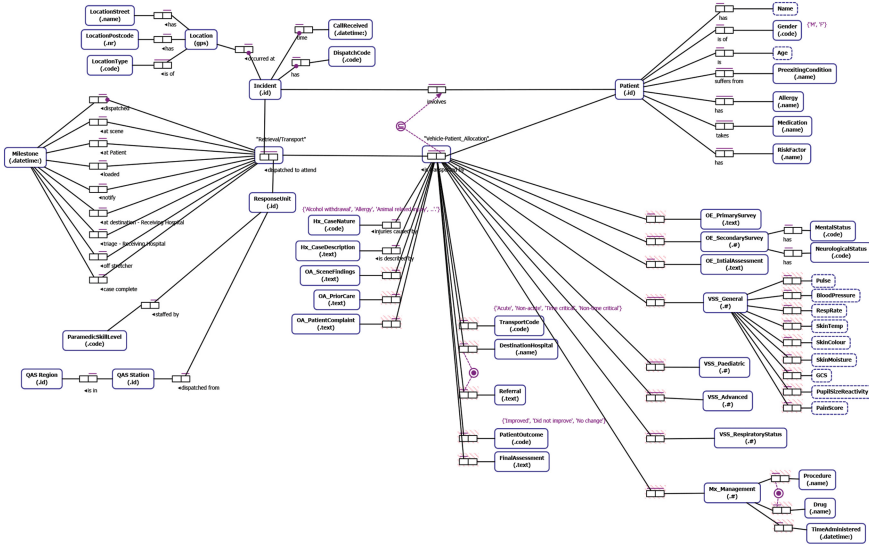 LocationStreet
(.name)
has
LocationPostcode
(.nr)
has
Location
(gps)
LocationType
(.code)
is of
occurred at
time
CallReceived
(.datetime:)
has
DispatchCode
(.code)
Incident
(.id)
involves
Patient
(.id)
has
Name
is of
Gender
(.code)
{'M', 'F'}
is
Age
suffers from
PreexitingCondition
(.name)
has
Allergy
(.name)
takes
Medication
(.name)
has
RiskFactor
(.name)
Milestone
(.datetime:)
dispatched
at scene
at Patient
loaded
notify
at destination - Receiving Hospital
triage - Receiving Hospital
off stretcher
case complete
"Retrieval/Transport"
dispatched to attend
"Vehicle-Patient_Allocation"
ResponseUnit
(.id)
staffed by
ParamedicSkillLevel
(.code)
QAS Region
(.id)
is in
QAS Station
(.id)
dispatched from
Hx_CaseNature
(.code)
injuries caused by
Hx_CaseDescription
(.text)
is described by
OA_SceneFindings
(.text)
OA_PriorCare
(.text)
OA_PatientComplaint
(.text)
{'Acute', 'Non-acute', 'Time critical', 'Non-time critical'}
TransportCode
(.code)
DestinationHospital
(.name)
Referral
(.text)
{'Improved', 'Did not improve', 'No change'}
PatientOutcome
(.code)
FinalAssessment
(.text)
OE_PrimarySurvey
(.text)
OE_SecondarySurvey
(.#)
has
MentalStatus
(.code)
has
NeurologicalStatus
(.code)
OE_IntialAssessment
(.text)
VSS_General
(.#)
Pulse
BloodPressure
RespRate
SkinTemp
SkinColour
SkinMoisture
GCS
PupilSizeReactivity
PainScore
VSS_Paediatric
(.#)
VSS_Advanced
(.#)
VSS_RespiratoryStatus
(.#)
Mx_Management
(.#)
Procedure
(.name)
Drug
(.name)
TimeAdministered
(.datetime:)